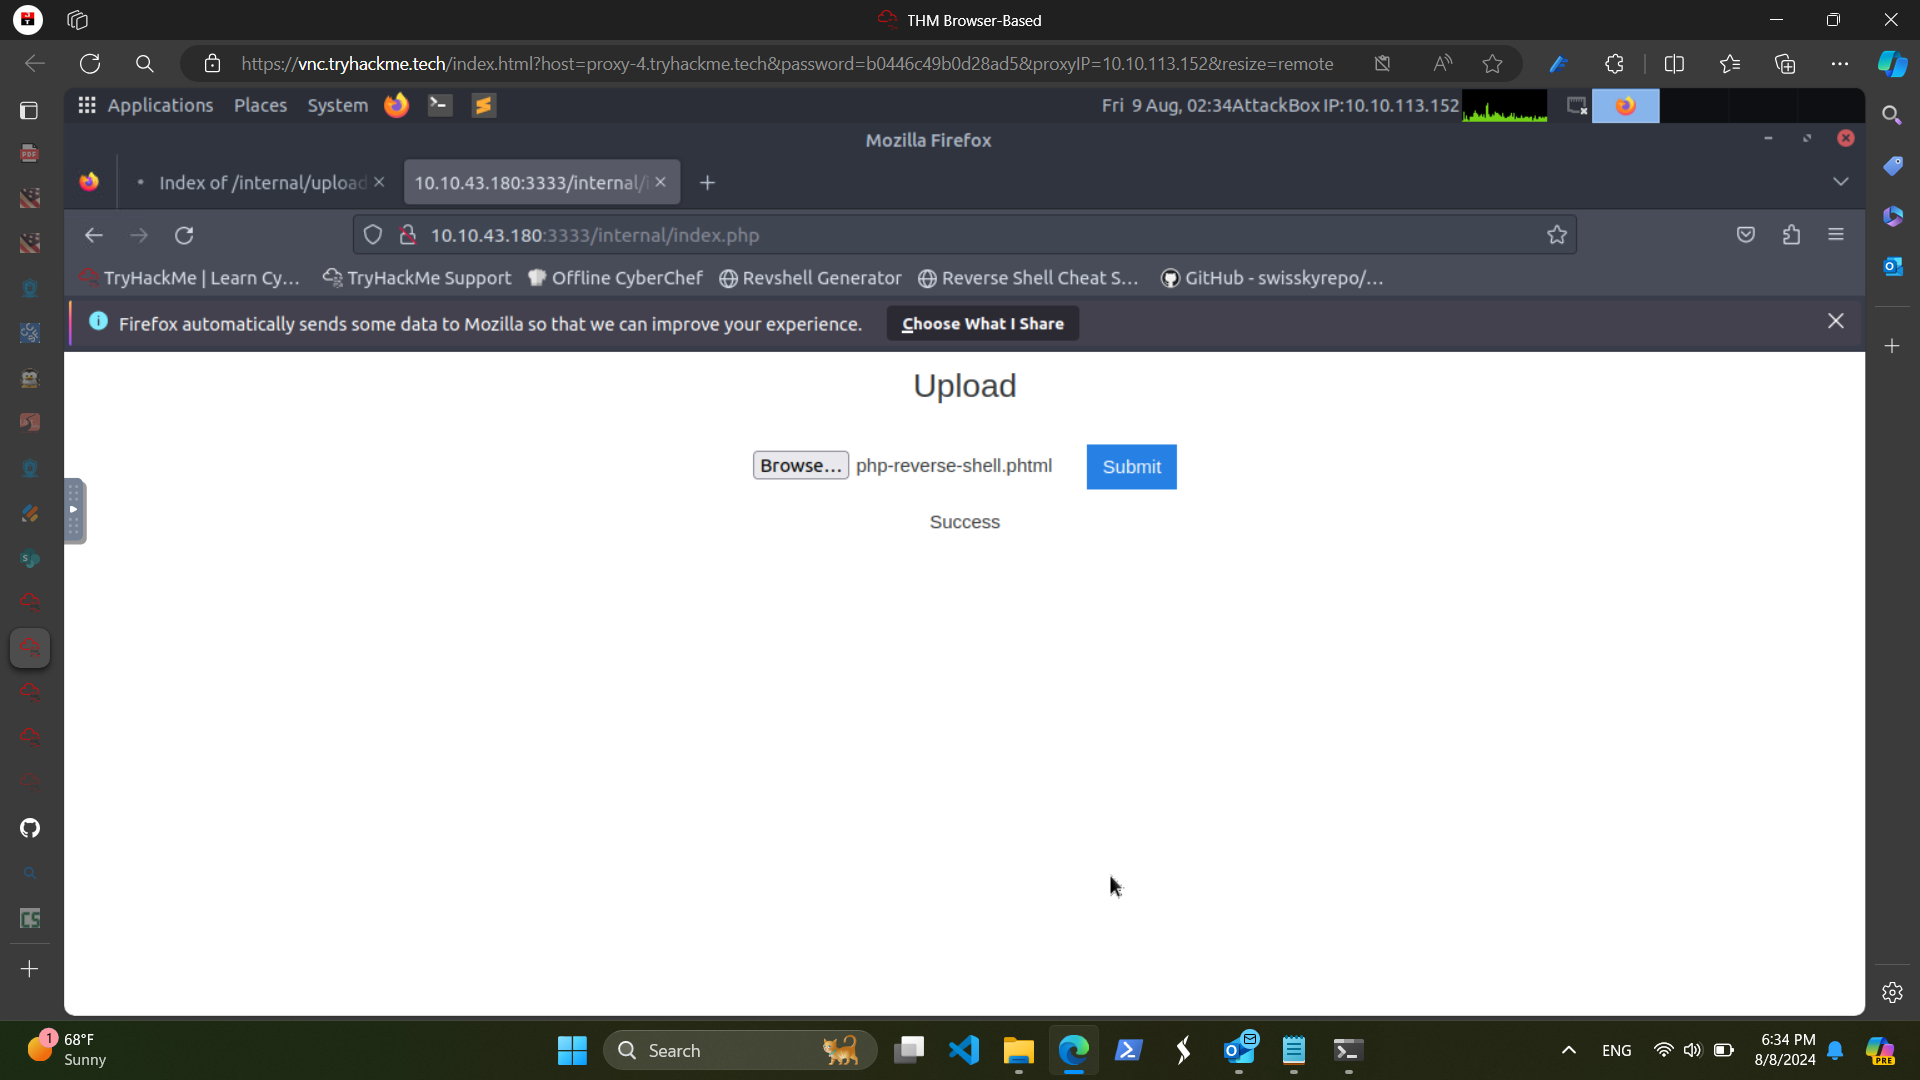 THM Browser-Based
https://vnc.tryhackme.tech/index.html?host=proxy-4.tryhackme.tech&password=b0446c49b0d28ad5&proxyIP=10.10.113.152&resize=remote
Applications Places System Fri 9 Aug, 02:34AttackBox IP:10.10.113.152
Mozilla Firefox
Index of /internal/upload 10.10.43.180:3333/internal/i
10.10.43.180:3333/internal/index.php
TryHackMe | Learn Cy... TryHackMe Support Offline CyberChef Revshell Generator Reverse Shell Cheat S... GitHub - swisskyrepo/...
Firefox automatically sends some data to Mozilla so that we can improve your experience. Choose What I Share
Upload
Browse... php-reverse-shell.phtml Submit
Success
1 68°F
Sunny
Search
ENG
6:34 PM
8/8/2024